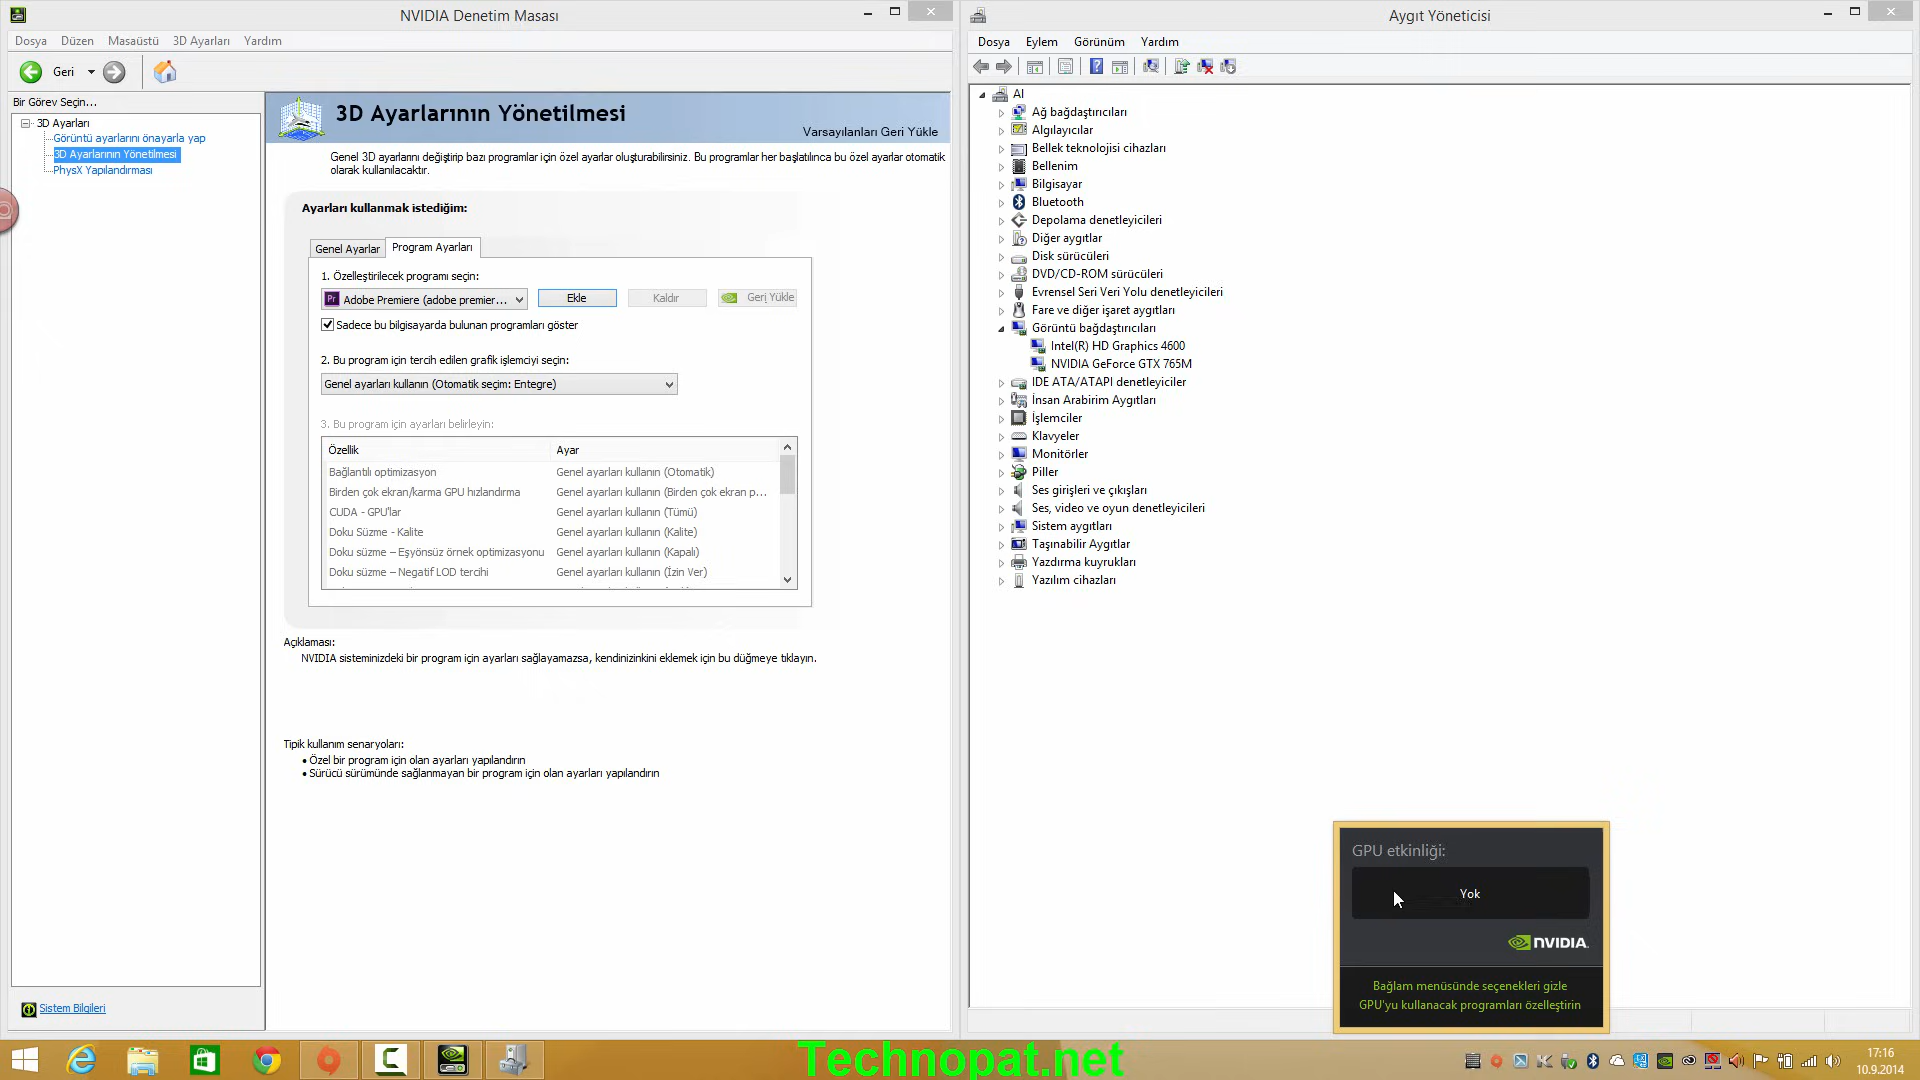 NVIDIA Denetim Masası
Dosya Düzen Masaüstü 3D Ayarları Yardım
Geri
Bir Görev Seçin...
3D Ayarları
Görüntü ayarlarını önayarla yap
3D Ayarlarının Yönetilmesi
PhysX Yapılandırması
Sistem Bilgileri
3D Ayarlarının Yönetilmesi
Varsayılanları Geri Yükle
Genel 3D ayarlarını değiştirip bazı programlar için özel ayarlar oluşturabilirsiniz. Bu programlar her başlatılınca bu özel ayarlar otomatik
olarak kullanılacaktır.
Ayarları kullanmak istediğim:
Genel Ayarlar Program Ayarları
1. Özelleştirilecek programı seçin:
Pr Adobe Premiere (adobe premier... Ekle Kaldır Geri Yükle
Sadece bu bilgisayarda bulunan programları göster
2. Bu program için tercih edilen grafik işlemciyi seçin:
Genel ayarları kullanın (Otomatik seçim: Entegre)
3. Bu program için ayarları belirleyin:
Özellik Ayar
Bağlantılı optimizasyon Genel ayarları kullanın (Otomatik)
Birden çok ekran/karma GPU hızlandırma Genel ayarları kullanın (Birden çok ekran p...
CUDA - GPU'lar Genel ayarları kullanın (Tümü)
Doku Süzme - Kalite Genel ayarları kullanın (Kalite)
Doku süzme – Eşyönsüz örnek optimizasyonu Genel ayarları kullanın (Kapalı)
Doku süzme – Negatif LOD tercihi Genel ayarları kullanın (İzin Ver)
Açıklaması:
NVIDIA sisteminizdeki bir program için ayarları sağlayamazsa, kendinizinkini eklemek için bu düğmeye tıklayın.
Tipik kullanım senaryoları:
• Özel bir program için olan ayarları yapılandırın
• Sürücü sürümünde sağlanmayan bir program için olan ayarları yapılandırın
Aygıt Yöneticisi
Dosya Eylem Görünüm Yardım
AI
Ağ bağdaştırıcıları
Algılayıcılar
Bellek teknolojisi cihazları
Bellenim
Bilgisayar
Bluetooth
Depolama denetleyicileri
Diğer aygıtlar
Disk sürücüleri
DVD/CD-ROM sürücüleri
Evrensel Seri Veri Yolu denetleyicileri
Fare ve diğer işaret aygıtları
Görüntü bağdaştırıcıları
Intel(R) HD Graphics 4600
NVIDIA GeForce GTX 765M
IDE ATA/ATAPI denetleyiciler
İnsan Arabirim Aygıtları
İşlemciler
Klavyeler
Monitörler
Piller
Ses girişleri ve çıkışları
Ses, video ve oyun denetleyicileri
Sistem aygıtları
Taşınabilir Aygıtlar
Yazdırma kuyrukları
Yazılım cihazları
GPU etkinliği:
Yok
NVIDIA.
Bağlam menüsünde seçenekleri gizle
GPU'yu kullanacak programları özelleştirin
Technopat.net
17:16
10.9.2014